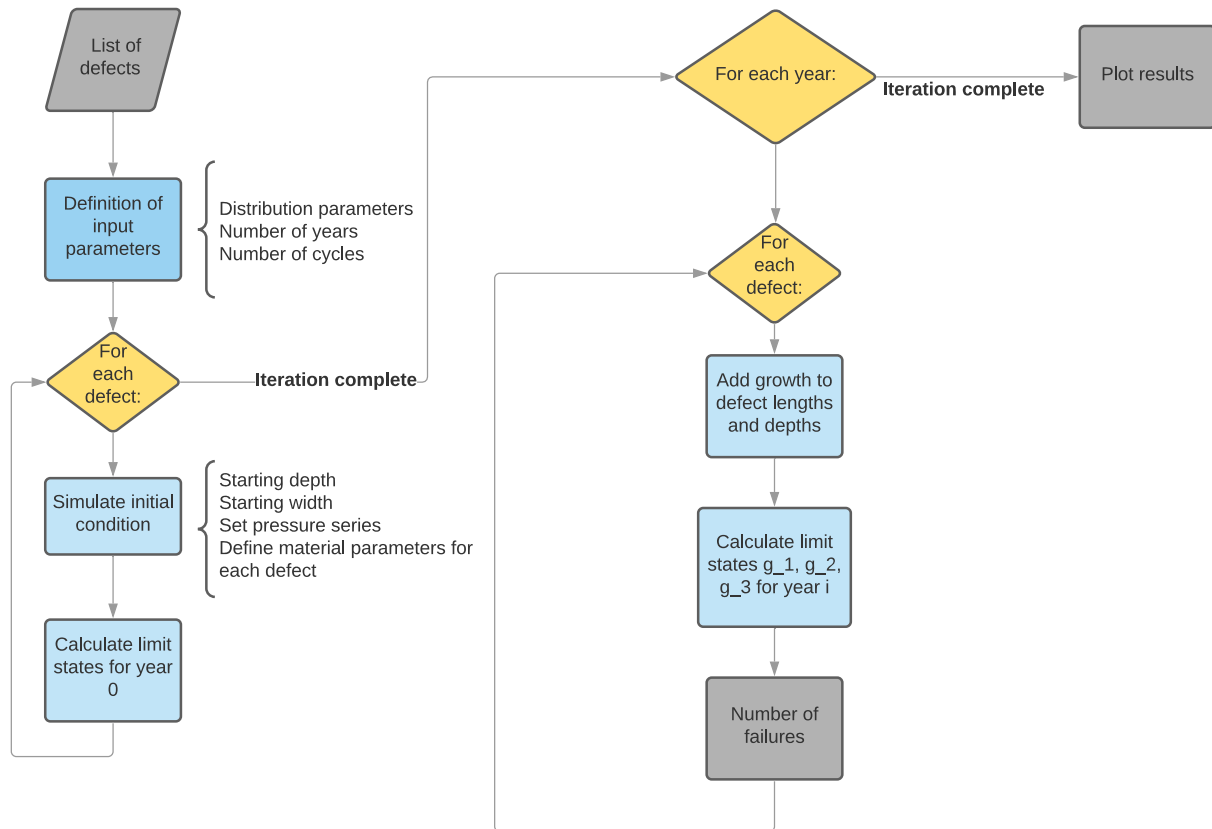 List of
defects
Definition of
input
parameters
Distribution parameters
Number of years
Number of cycles
For
each
defect:
Iteration complete
Simulate initial
condition
Starting depth
Starting width
Set pressure series
Define material parameters for
each defect
Calculate limit
states for year
0
For each year:
Iteration complete
Plot results
For
each
defect:
Add growth to
defect lengths
and depths
Calculate limit
states g_1, g_2,
g_3 for year i
Number of
failures